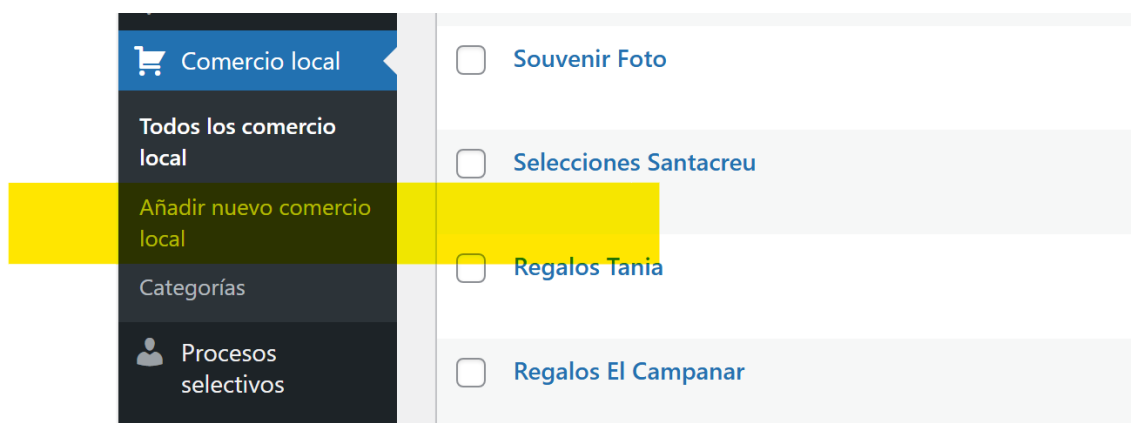 Comercio local
Todos los comercio
local
Añadir nuevo comercio
local
Categorías
Procesos
selectivos
Souvenir Foto
Selecciones Santacreu
Regalos Tania
Regalos El Campanar